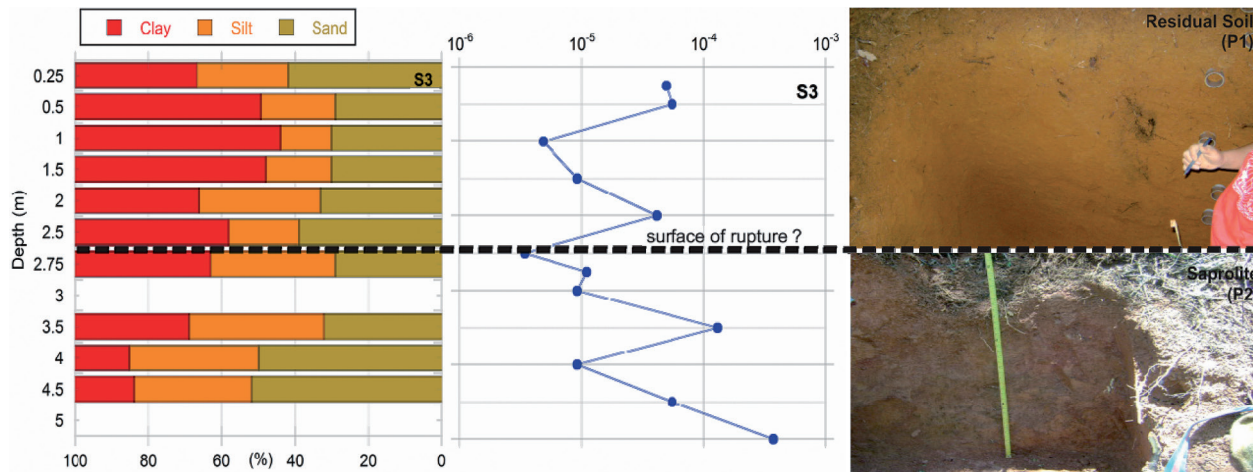 Clay Silt Sand
10-6 10-5 10-4 10-3
Residual Soil
(P1)
S3
S3
Depth (m)
0.25
0.5
1
1.5
2
2.5
surface of rupture ?
2.75
3
3.5
4
4.5
5
Saprolite
(P2
100 80 (%) 60 40 20 0